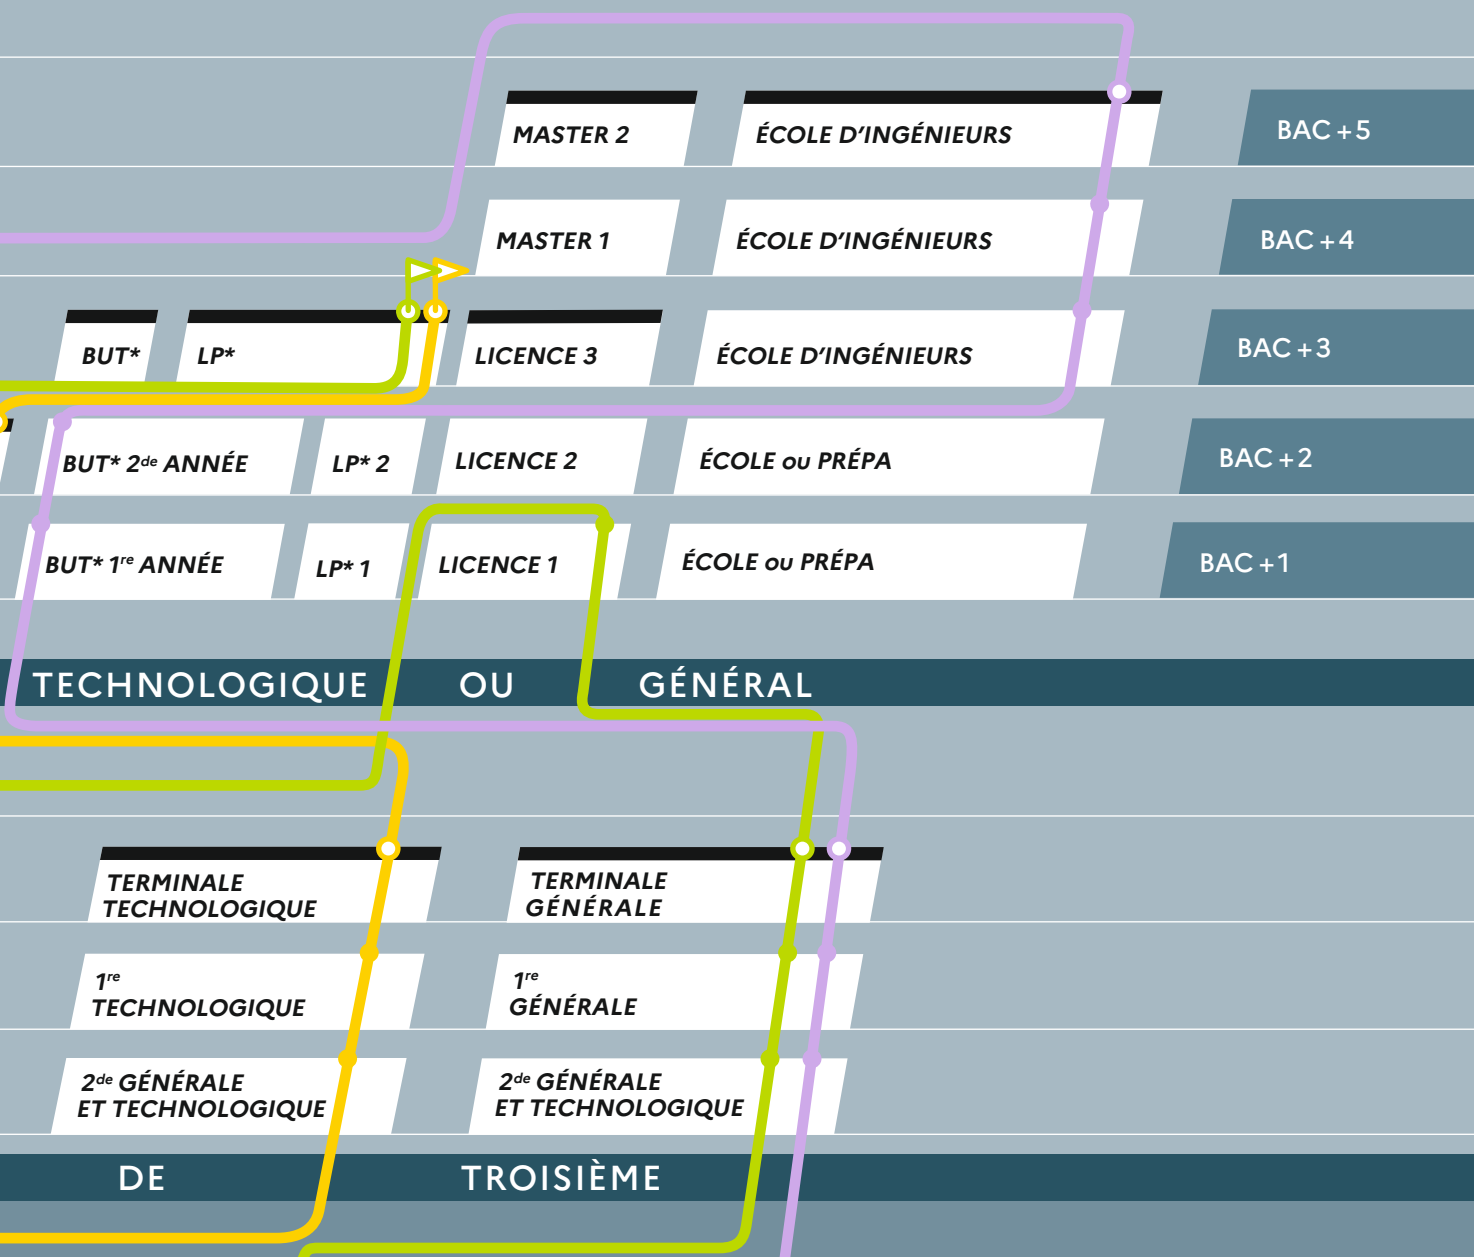 MASTER 2
ÉCOLE D'INGÉNIEURS
BAC +5
MASTER 1
ÉCOLE D'INGÉNIEURS
BAC +4
BUT*
LP*
LICENCE 3
ÉCOLE D'INGÉNIEURS
BAC +3
BUT* 2de ANNÉE
LP* 2
LICENCE 2
ÉCOLE ou PRÉPA
BAC +2
BUT* 1re ANNÉE
LP* 1
LICENCE 1
ÉCOLE ou PRÉPA
BAC +1
TECHNOLOGIQUE OU GÉNÉRAL
TERMINALE
TECHNOLOGIQUE
TERMINALE
GÉNÉRALE
1re
TECHNOLOGIQUE
1re
GÉNÉRALE
2de GÉNÉRALE
ET TECHNOLOGIQUE
2de GÉNÉRALE
ET TECHNOLOGIQUE
DE TROISIÈME